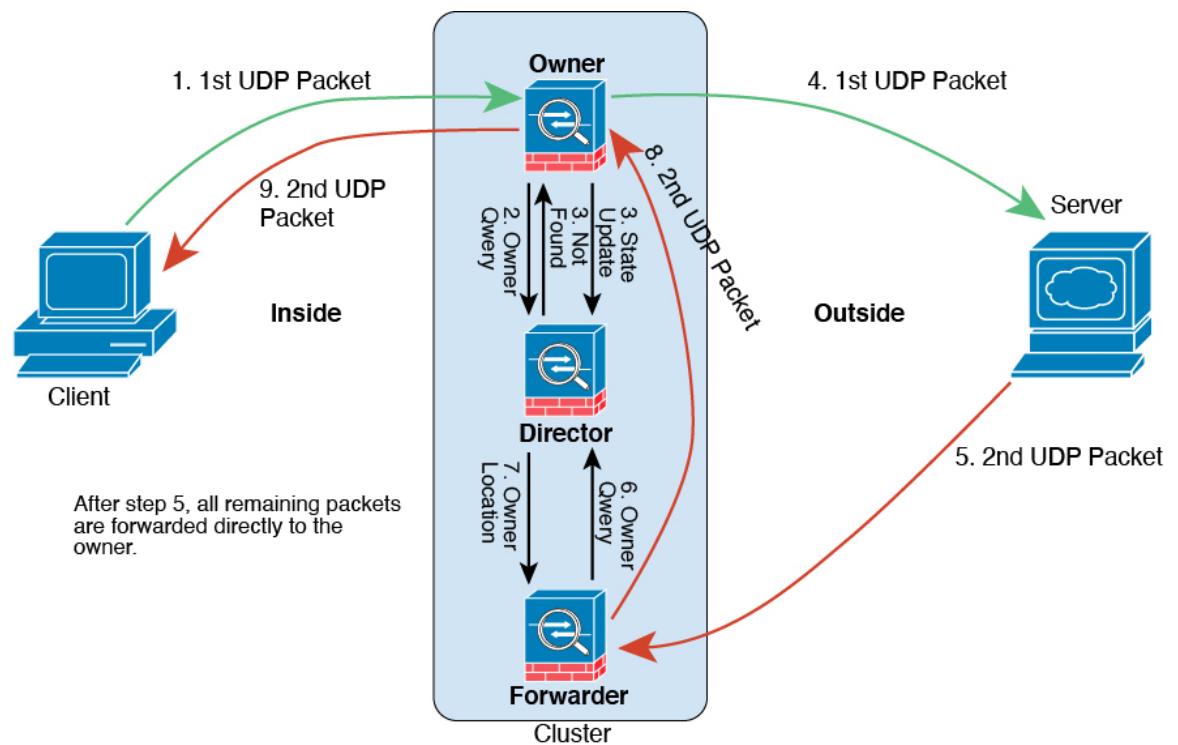 Owner
1. 1st UDP Packet
4. 1st UDP Packet
9. 2nd UDP
Packet
2. Owner
Qwery
3. Not
Found
3. State
Update
8. 2nd UDP Packet
Server
Inside
Outside
Client
Director
5. 2nd UDP Packet
7. Owner
Location
6. Owner
Qwery
After step 5, all remaining packets
are forwarded directly to the
owner.
Forwarder
Cluster